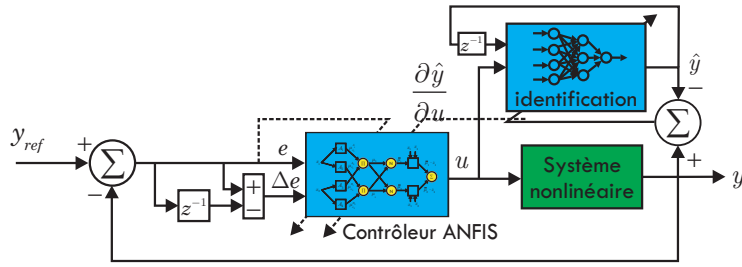 z⁻¹
ŷ
−
identification
∂ŷ
∂u
y_ref
+
Σ
−
e
Δe
z⁻¹
+
−
u
Contrôleur ANFIS
Système
nonlinéaire
Σ
+
y